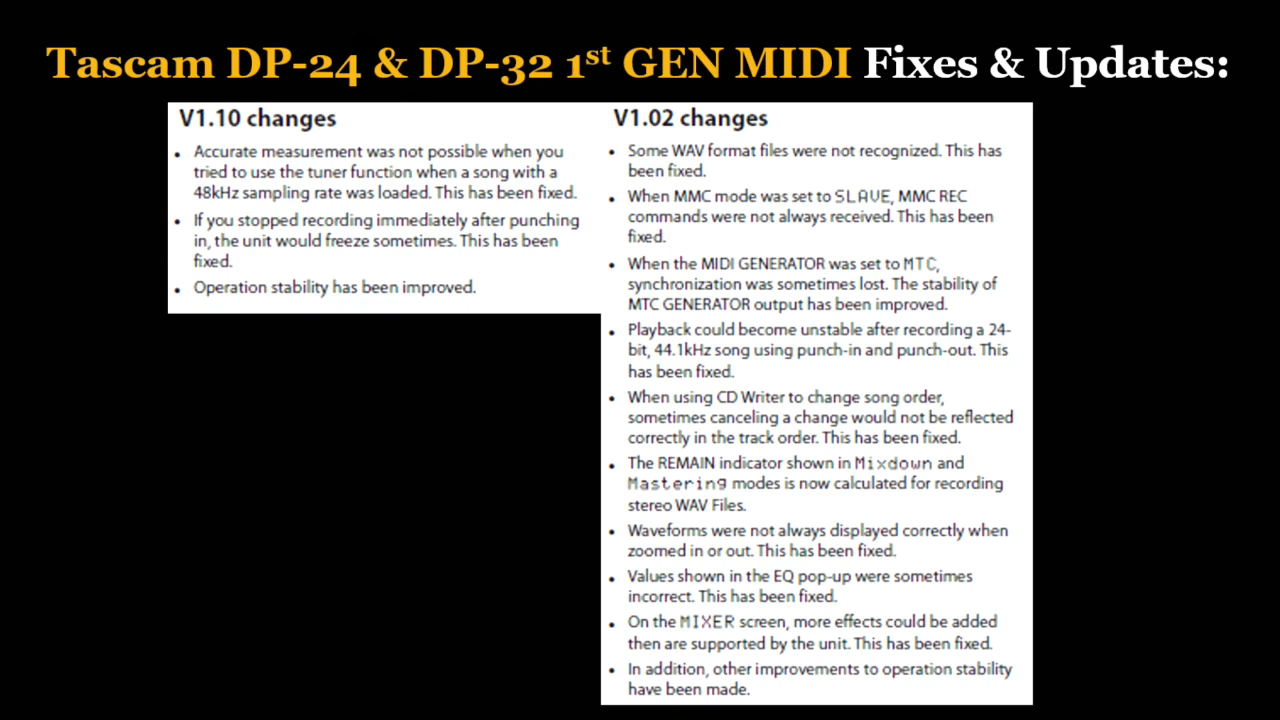 Tascam DP-24 & DP-32 1st GEN MIDI Fixes & Updates:
V1.10 changes
• Accurate measurement was not possible when you
tried to use the tuner function when a song with a
48kHz sampling rate was loaded. This has been fixed.
• If you stopped recording immediately after punching
in, the unit would freeze sometimes. This has been
fixed.
• Operation stability has been improved.
V1.02 changes
• Some WAV format files were not recognized. This has
been fixed.
• When MMC mode was set to SLAVE, MMC REC
commands were not always received. This has been
fixed.
• When the MIDI GENERATOR was set to MTC,
synchronization was sometimes lost. The stability of
MTC GENERATOR output has been improved.
• Playback could become unstable after recording a 24-
bit, 44.1kHz song using punch-in and punch-out. This
has been fixed.
• When using CD Writer to change song order,
sometimes canceling a change would not be reflected
correctly in the track order. This has been fixed.
• The REMAIN indicator shown in Mixdown and
Mastering modes is now calculated for recording
stereo WAV Files.
• Waveforms were not always displayed correctly when
zoomed in or out. This has been fixed.
• Values shown in the EQ pop-up were sometimes
incorrect. This has been fixed.
• On the MIXER screen, more effects could be added
then are supported by the unit. This has been fixed.
• In addition, other improvements to operation stability
have been made.